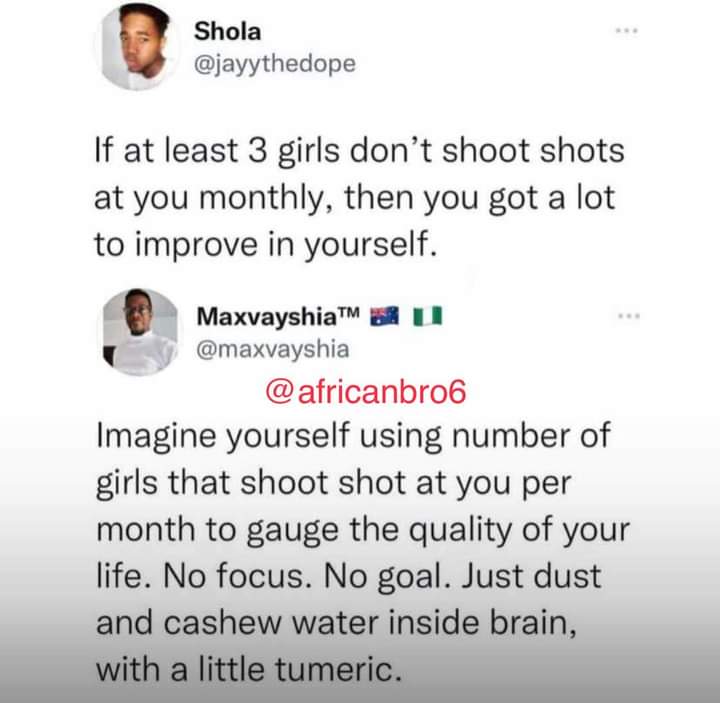 Shola
@jayythedope
If at least 3 girls don’t shoot shots
at you monthly, then you got a lot
to improve in yourself.
Maxvayshia™ 🇦🇺 🇳🇬
@maxvayshia
@africanbro6
Imagine yourself using number of
girls that shoot shot at you per
month to gauge the quality of your
life. No focus. No goal. Just dust
and cashew water inside brain,
with a little tumeric.